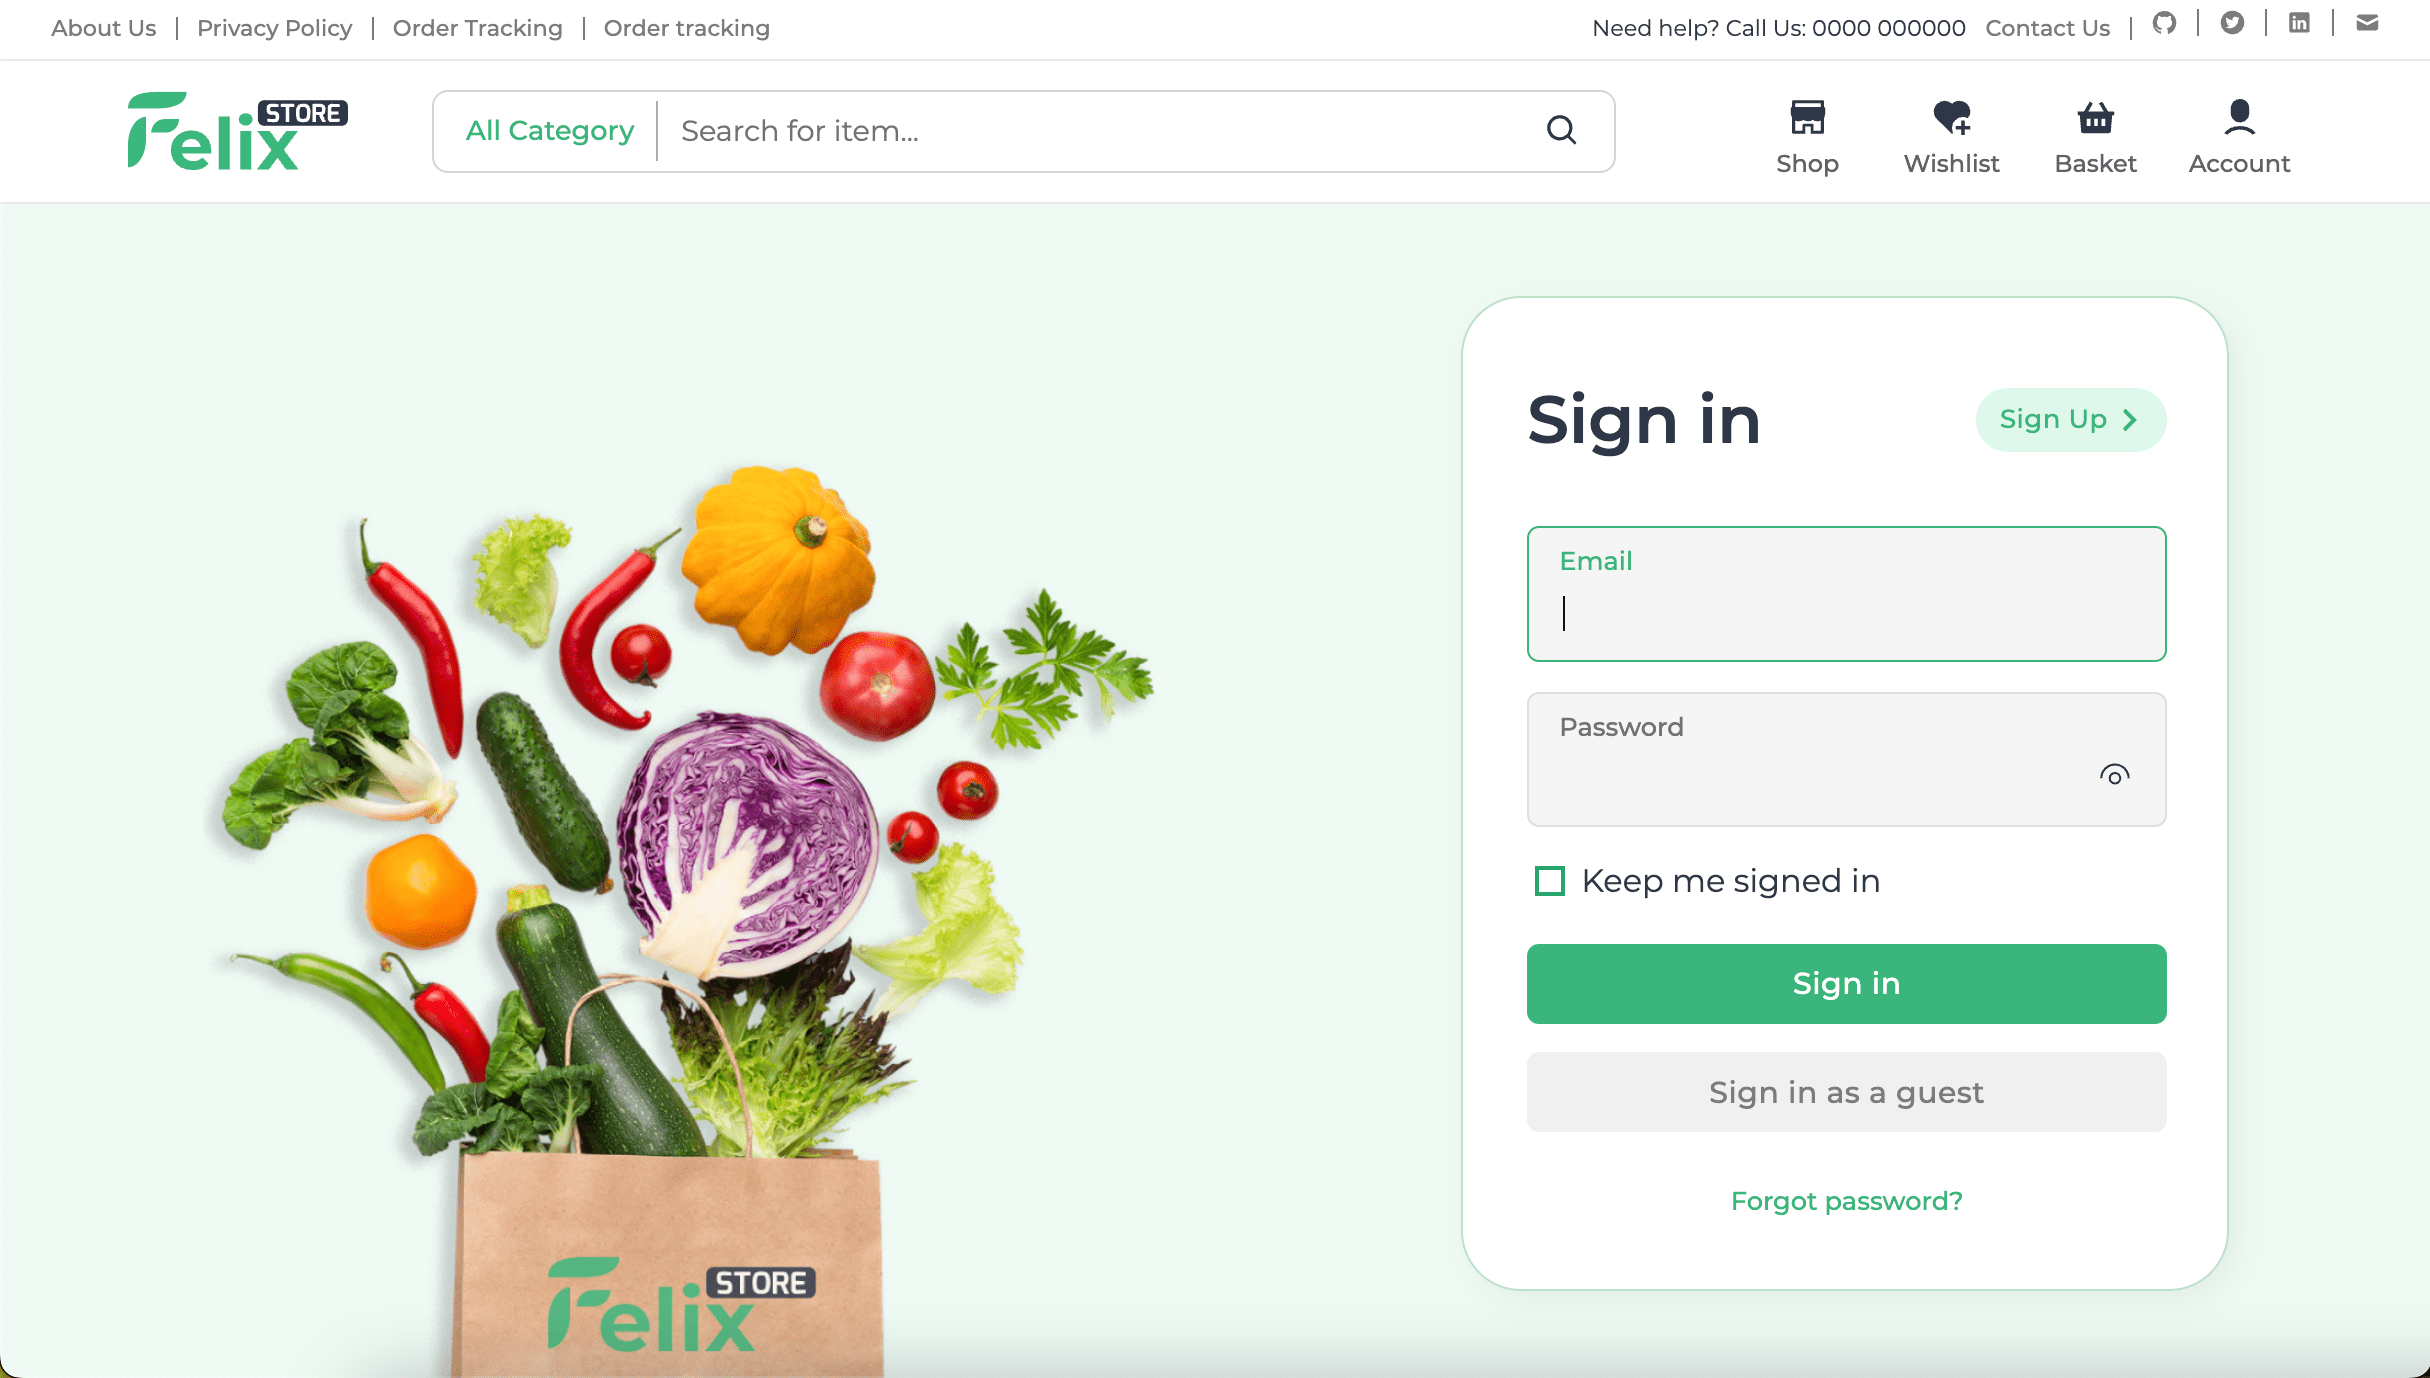 About Us | Privacy Policy | Order Tracking | Order tracking
Need help? Call Us: 0000 000000 Contact Us |
Felix STORE
All Category
Search for item...
Shop
Wishlist
Basket
Account
Sign in
Sign Up
Email
Password
Keep me signed in
Sign in
Sign in as a guest
Forgot password?
Felix STORE